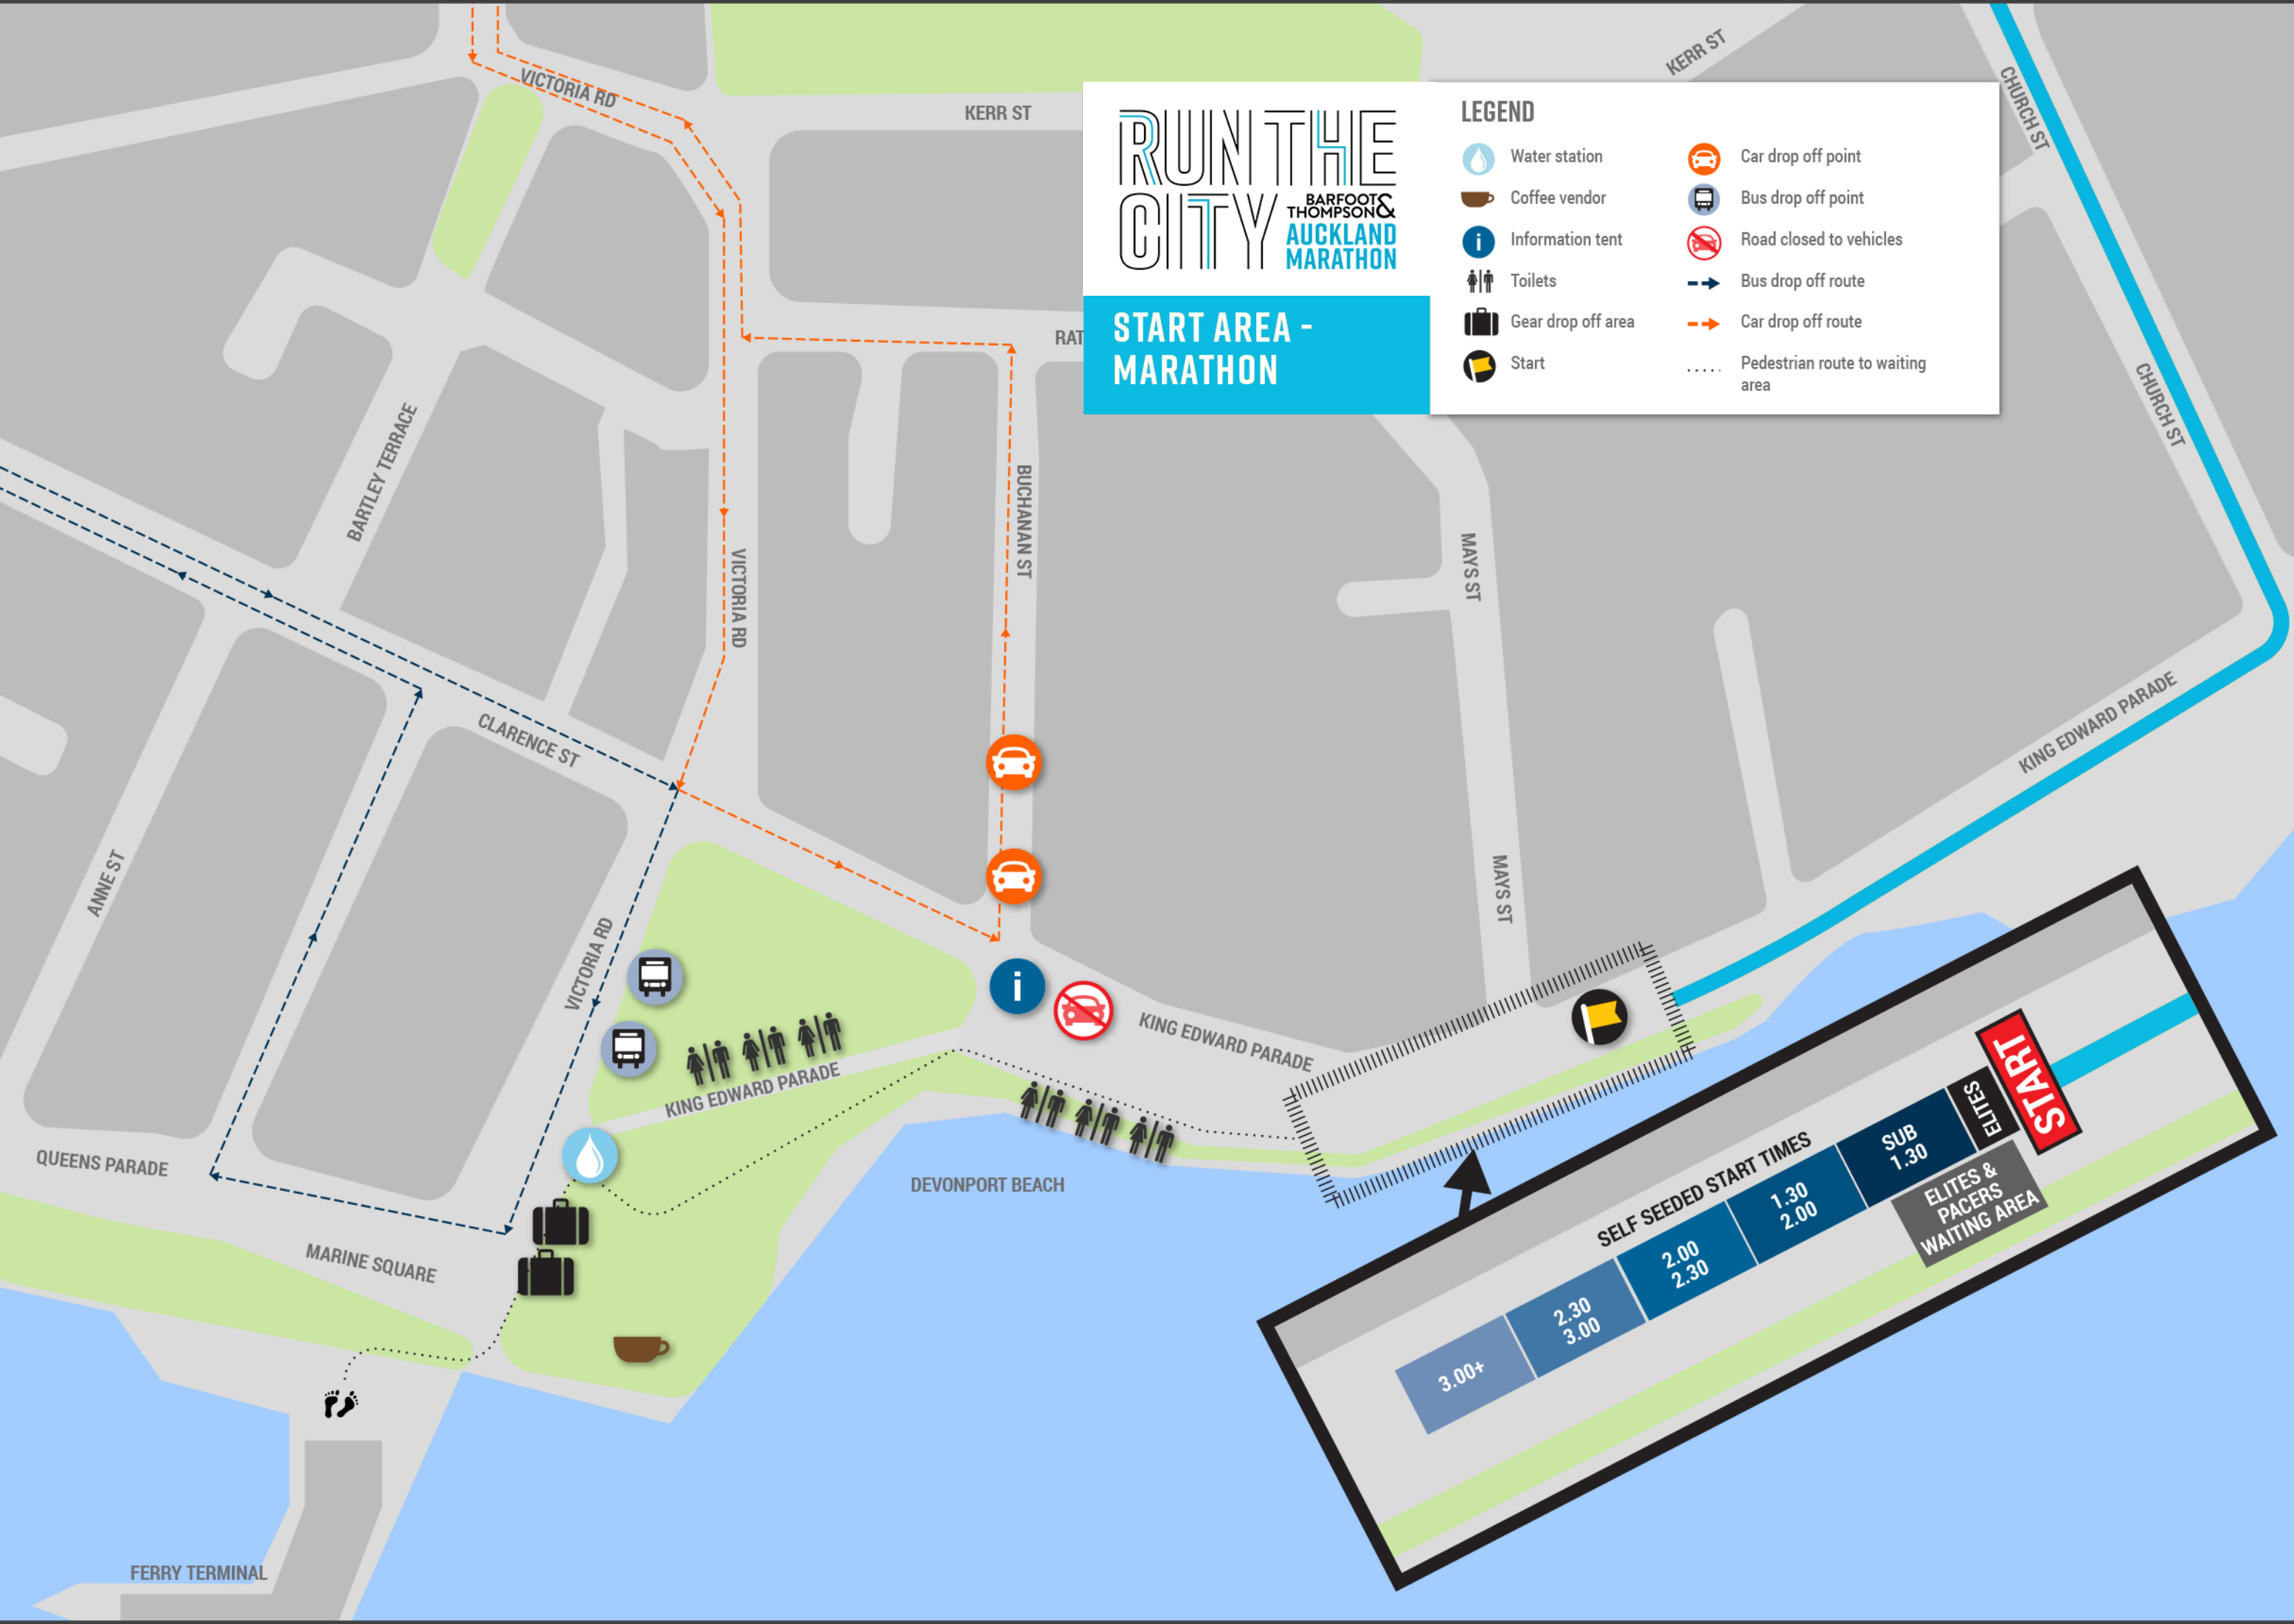 VICTORIA RD
KERR ST
KERR ST
CHURCH ST
RUN THE
CITY
BARFOOT &
THOMPSON
AUCKLAND
MARATHON
START AREA -
MARATHON
LEGEND
Water station
Coffee vendor
Information tent
Toilets
Gear drop off area
Start
Car drop off point
Bus drop off point
Road closed to vehicles
Bus drop off route
Car drop off route
Pedestrian route to waiting
area
RAT
BARTLEY TERRACE
BUCHANAN ST
VICTORIA RD
MAYS ST
CHURCH ST
CLARENCE ST
KING EDWARD PARADE
ANNE ST
VICTORIA RD
MAYS ST
i
KING EDWARD PARADE
KING EDWARD PARADE
QUEENS PARADE
MARINE SQUARE
DEVONPORT BEACH
FERRY TERMINAL
SELF SEEDED START TIMES
START
ELITES
SUB
1.30
1.30
2.00
2.00
2.30
2.30
3.00
3.00+
ELITES &
PACERS
WAITING AREA